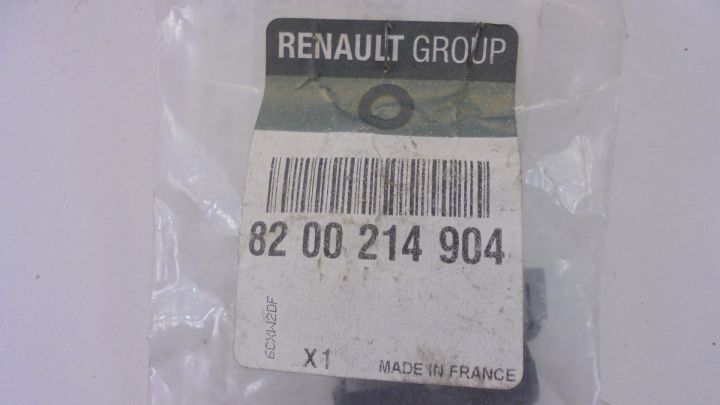 RENAULT GROUP
82 00 214 904
6CXW2DF
X1
MADE IN FRANCE